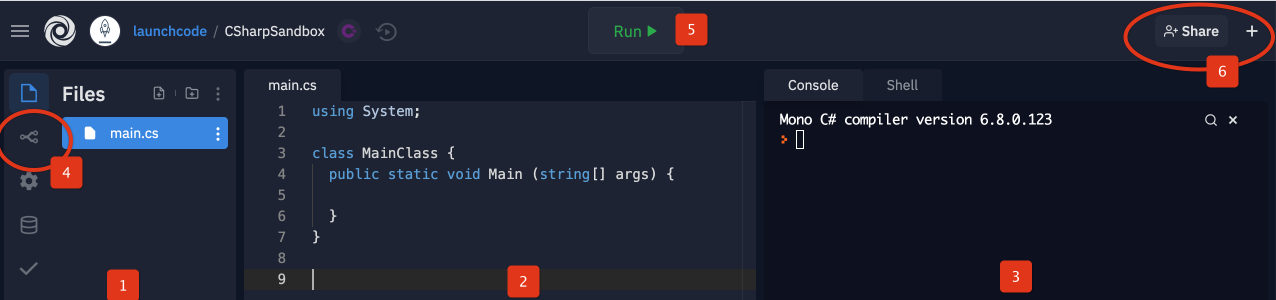 launchcode / CSharpSandbox
Run
5
Share
+
6
Files
main.cs
4
1
main.cs
1 using System;
2
3 class MainClass {
4 public static void Main (string[] args) {
5
6 }
7 }
8
9
2
Console
Shell
Mono C# compiler version 6.8.0.123
3